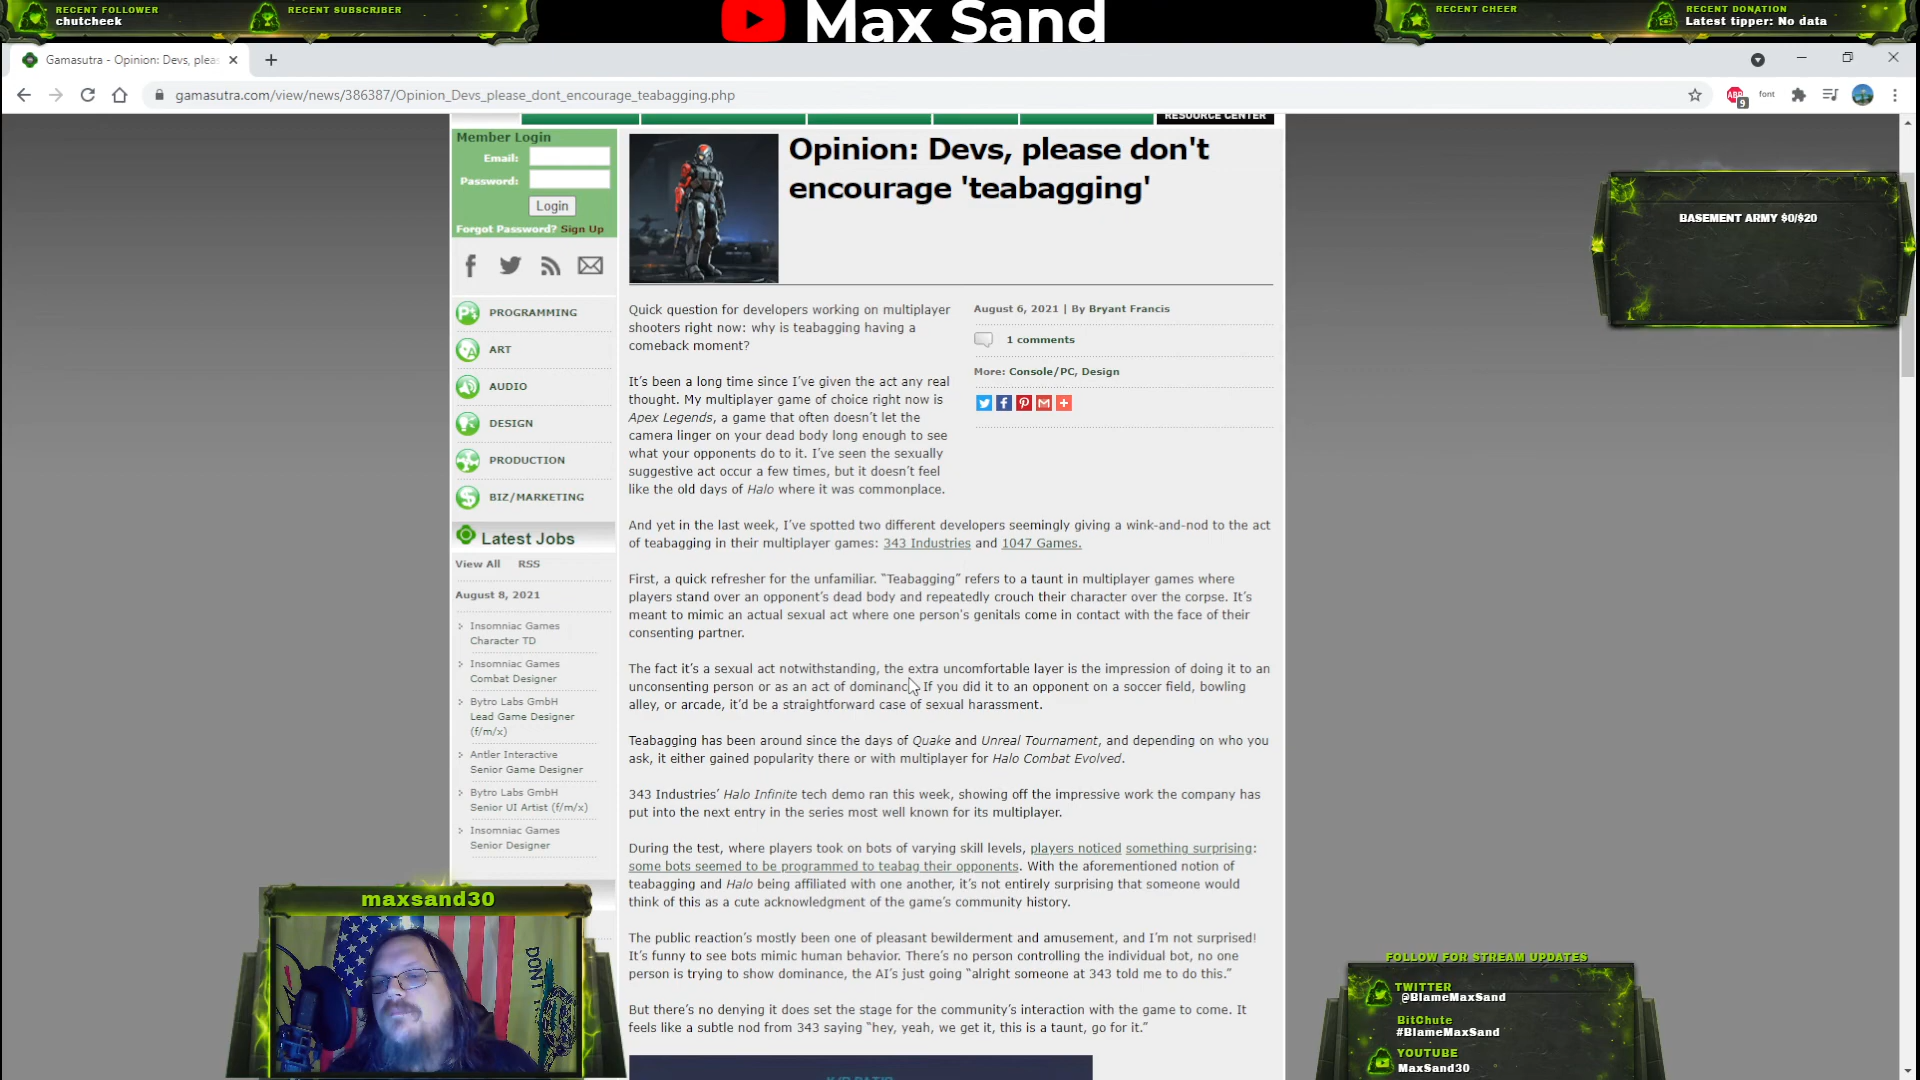 RECENT FOLLOWER
chutcheek
RECENT SUBSCRIBER
Max Sand
RECENT CHEER
RECENT DONATION
Latest tipper: No data
Gamasutra - Opinion: Devs, plea
gamasutra.com/view/news/386387/Opinion_Devs_please_dont_encourage_teabagging.php
ABP
9
font
RESOURCE CENTER
Member Login
Email:
Password:
Login
Forgot Password? Sign Up
PROGRAMMING
ART
AUDIO
DESIGN
PRODUCTION
BIZ/MARKETING
Latest Jobs
View All RSS
August 8, 2021
Insomniac Games
Character TD
Insomniac Games
Combat Designer
Bytro Labs GmbH
Lead Game Designer
(f/m/x)
Antler Interactive
Senior Game Designer
Bytro Labs GmbH
Senior UI Artist (f/m/x)
Insomniac Games
Senior Designer
Opinion: Devs, please don't
encourage 'teabagging'
August 6, 2021 | By Bryant Francis
1 comments
More: Console/PC, Design
Quick question for developers working on multiplayer
shooters right now: why is teabagging having a
comeback moment?
It's been a long time since I've given the act any real
thought. My multiplayer game of choice right now is
Apex Legends, a game that often doesn't let the
camera linger on your dead body long enough to see
what your opponents do to it. I've seen the sexually
suggestive act occur a few times, but it doesn't feel
like the old days of Halo where it was commonplace.
And yet in the last week, I've spotted two different developers seemingly giving a wink-and-nod to the act
of teabagging in their multiplayer games: 343 Industries and 1047 Games.
First, a quick refresher for the unfamiliar. "Teabagging" refers to a taunt in multiplayer games where
players stand over an opponent's dead body and repeatedly crouch their character over the corpse. It's
meant to mimic an actual sexual act where one person's genitals come in contact with the face of their
consenting partner.
The fact it's a sexual act notwithstanding, the extra uncomfortable layer is the impression of doing it to an
unconsenting person or as an act of dominance. If you did it to an opponent on a soccer field, bowling
alley, or arcade, it'd be a straightforward case of sexual harassment.
Teabagging has been around since the days of Quake and Unreal Tournament, and depending on who you
ask, it either gained popularity there or with multiplayer for Halo Combat Evolved.
343 Industries' Halo Infinite tech demo ran this week, showing off the impressive work the company has
put into the next entry in the series most well known for its multiplayer.
During the test, where players took on bots of varying skill levels, players noticed something surprising:
some bots seemed to be programmed to teabag their opponents. With the aforementioned notion of
teabagging and Halo being affiliated with one another, it's not entirely surprising that someone would
think of this as a cute acknowledgment of the game's community history.
The public reaction's mostly been one of pleasant bewilderment and amusement, and I'm not surprised!
It's funny to see bots mimic human behavior. There's no person controlling the individual bot, no one
person is trying to show dominance, the AI's just going "alright someone at 343 told me to do this."
But there's no denying it does set the stage for the community's interaction with the game to come. It
feels like a subtle nod from 343 saying "hey, yeah, we get it, this is a taunt, go for it."
BASEMENT ARMY $0/$20
maxsand30
DON'T
FOLLOW FOR STREAM UPDATES
TWITTER
@BlameMaxSand
BitChute
#BlameMaxSand
YOUTUBE
MaxSand30